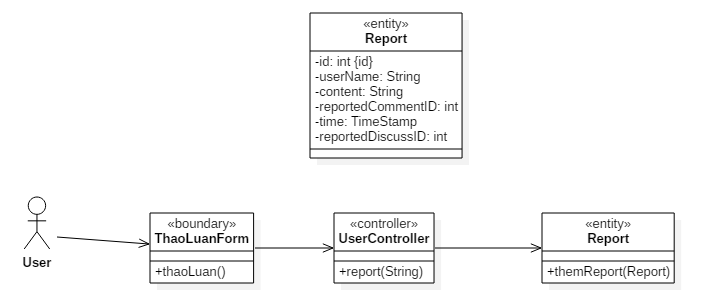 «entity»
Report
-id: int {id}
-userName: String
-content: String
-reportedCommentID: int
-time: TimeStamp
-reportedDiscussID: int
User
«boundary»
ThaoLuanForm
+thaoLuan()
«controller»
UserController
+report(String)
«entity»
Report
+themReport(Report)